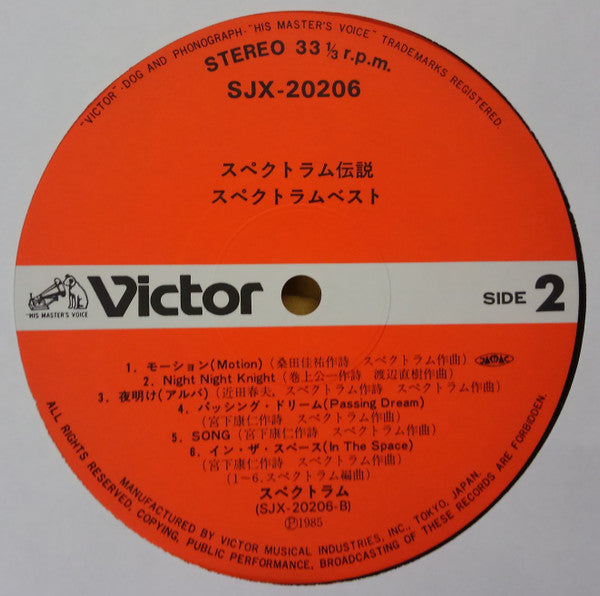 "VICTOR"-DOG AND PHONOGRAPH-"HIS MASTER'S VOICE" TRADEMARKS REGISTERED.
STEREO 33 ⅓ r.p.m.
SJX-20206
スペクトラム伝説
スペクトラムベスト
"HIS MASTER'S VOICE"
Victor
SIDE 2
1. モーション(Motion)(桑田佳祐作詩 スペクトラム作曲)
2. Night Night Knight(巻上公一作詩 渡辺直樹作曲)
3. 夜明け(アルバ)(近田春夫、スペクトラム作詩 スペクトラム作曲)
4. パッシング・ドリーム(Passing Dream)
(宮下康仁作詩 スペクトラム作曲)
5. SONG(宮下康仁作詩 スペクトラム作曲)
6. イン・ザ・スペース(In The Space)
(宮下康仁作詩 スペクトラム作曲)
(1~6.スペクトラム編曲)
スペクトラム
(SJX-20206-B)
Ⓟ1985
MANUFACTURED BY VICTOR MUSICAL INDUSTRIES, INC., TOKYO, JAPAN.
ALL RIGHTS RESERVED, COPYING, PUBLIC PERFORMANCE, BROADCASTING OF THESE RECORDS ARE FORBIDDEN.